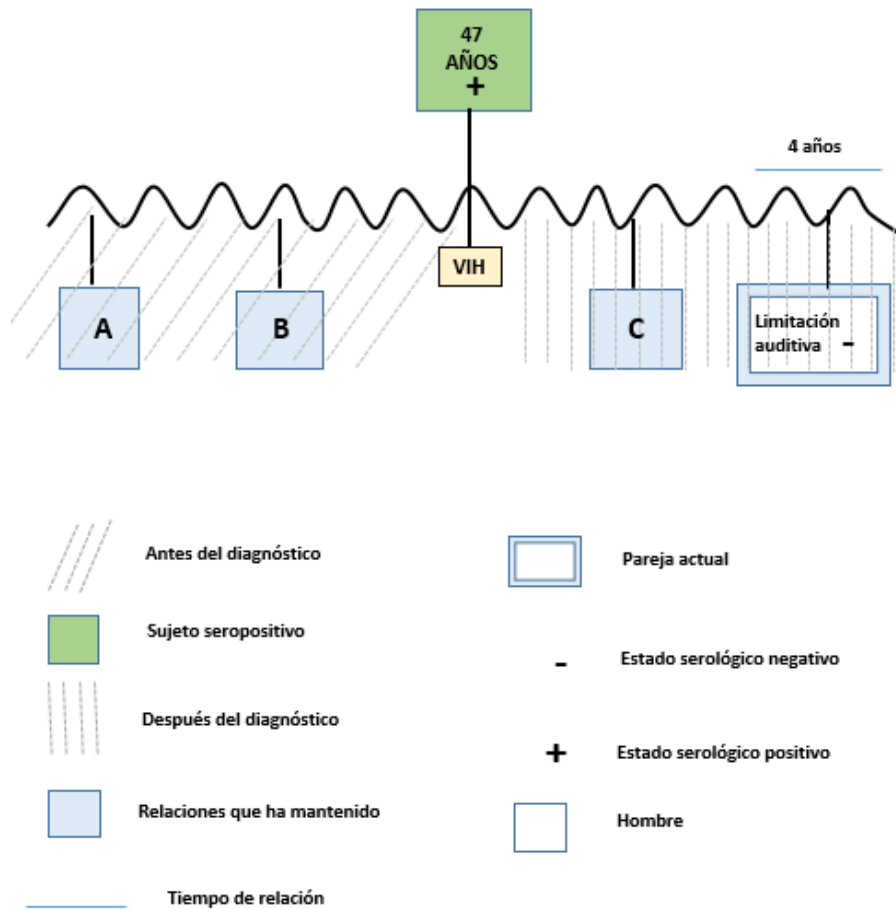 47
AÑOS
+
4 años
VIH
A
B
C
Limitación
auditiva -
Antes del diagnóstico
Pareja actual
Sujeto seropositivo
- Estado serológico negativo
Después del diagnóstico
+ Estado serológico positivo
Relaciones que ha mantenido
Hombre
Tiempo de relación